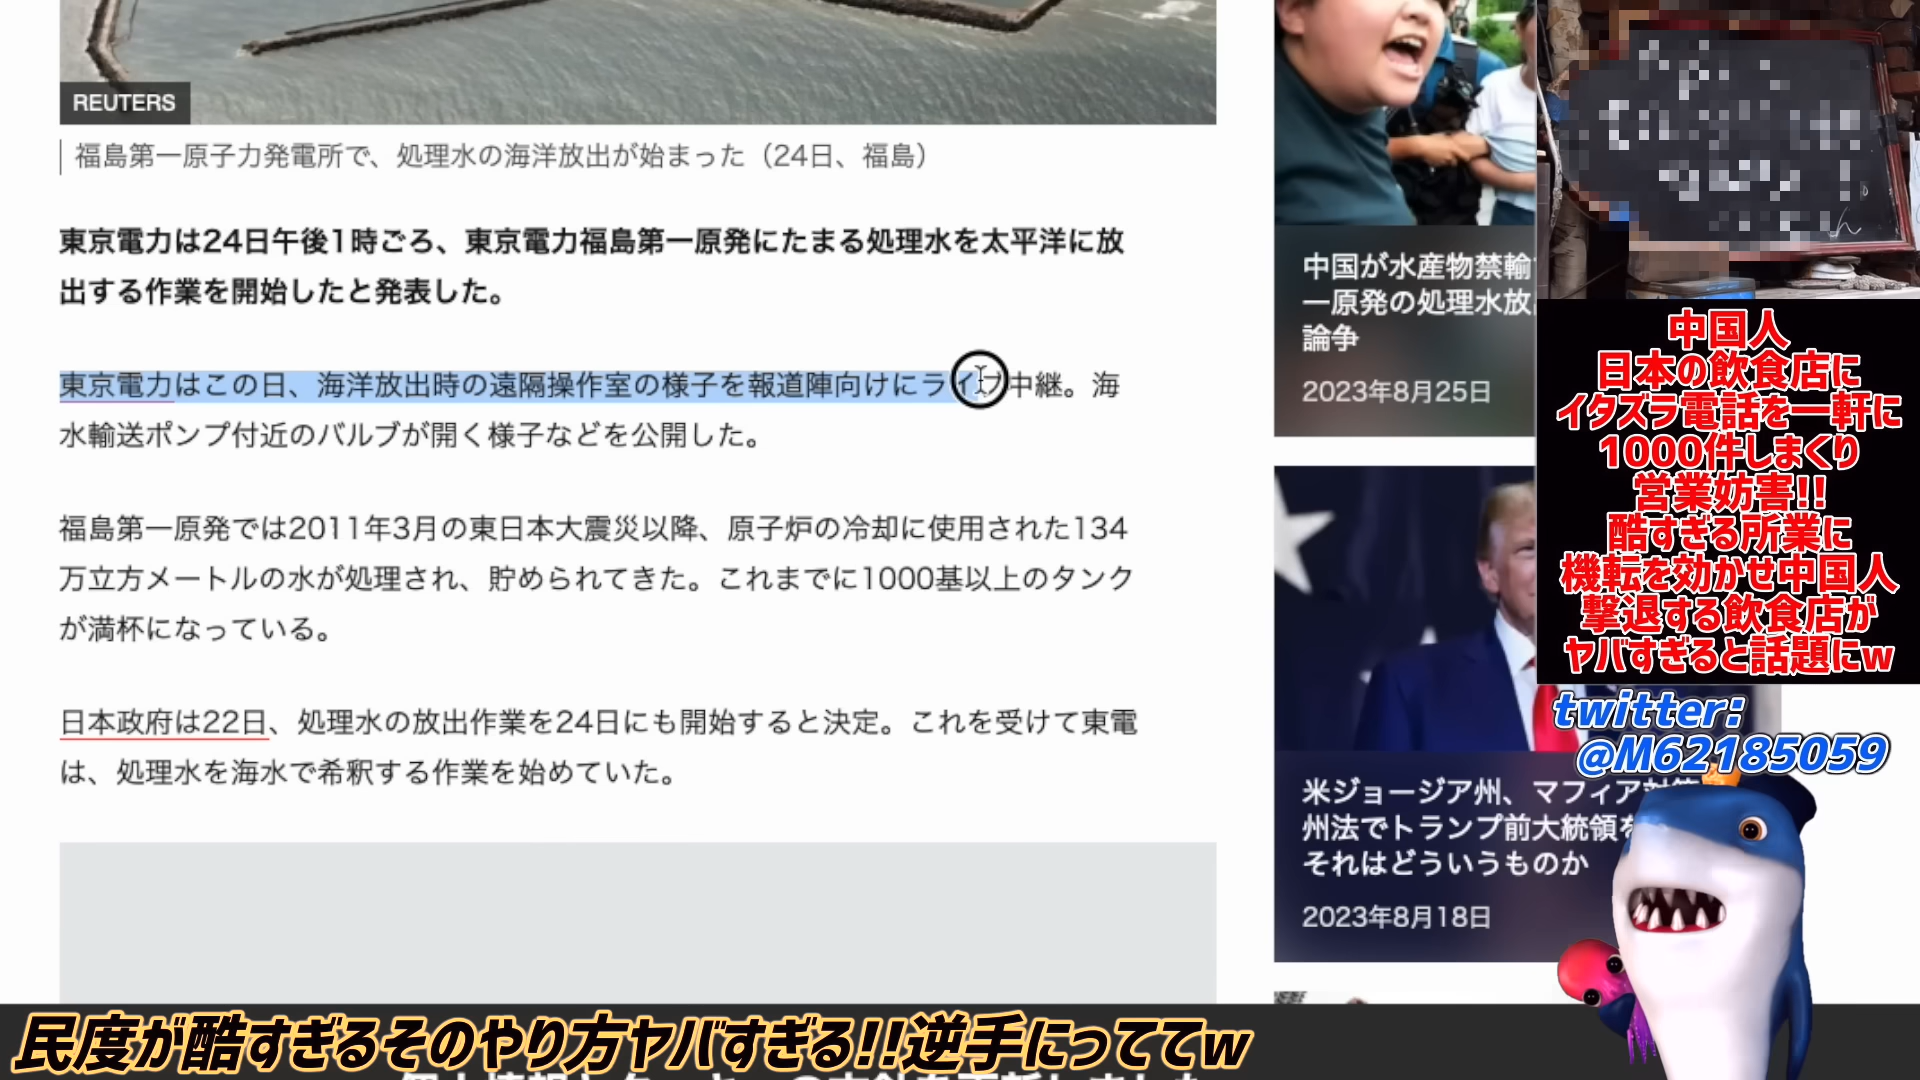 REUTERS
福島第一原子力発電所で、処理水の海洋放出が始まった（24日、福島）
東京電力は24日午後1時ごろ、東京電力福島第一原発にたまる処理水を太平洋に放
出する作業を開始したと発表した。
東京電力はこの日、海洋放出時の遠隔操作室の様子を報道陣向けにライブ中継。海
水輸送ポンプ付近のバルブが開く様子などを公開した。
福島第一原発では2011年3月の東日本大震災以降、原子炉の冷却に使用された134
万立方メートルの水が処理され、貯められてきた。これまでに1000基以上のタンク
が満杯になっている。
日本政府は22日、処理水の放出作業を24日にも開始すると決定。これを受けて東電
は、処理水を海水で希釈する作業を始めていた。
中国が水産物禁輸
一原発の処理水放
論争
2023年8月25日
米ジョージア州、マフィア対策
州法でトランプ前大統領を
それはどういうものか
2023年8月18日
中国人
日本の飲食店に
イタズラ電話を一軒に
1000件しまくり
営業妨害!!
酷すぎる所業に
機転を効かせ中国人
撃退する飲食店が
ヤバすぎると話題にw
twitter:
@M62185059
民度が酷すぎるそのやり方ヤバすぎる!!逆手にっててw